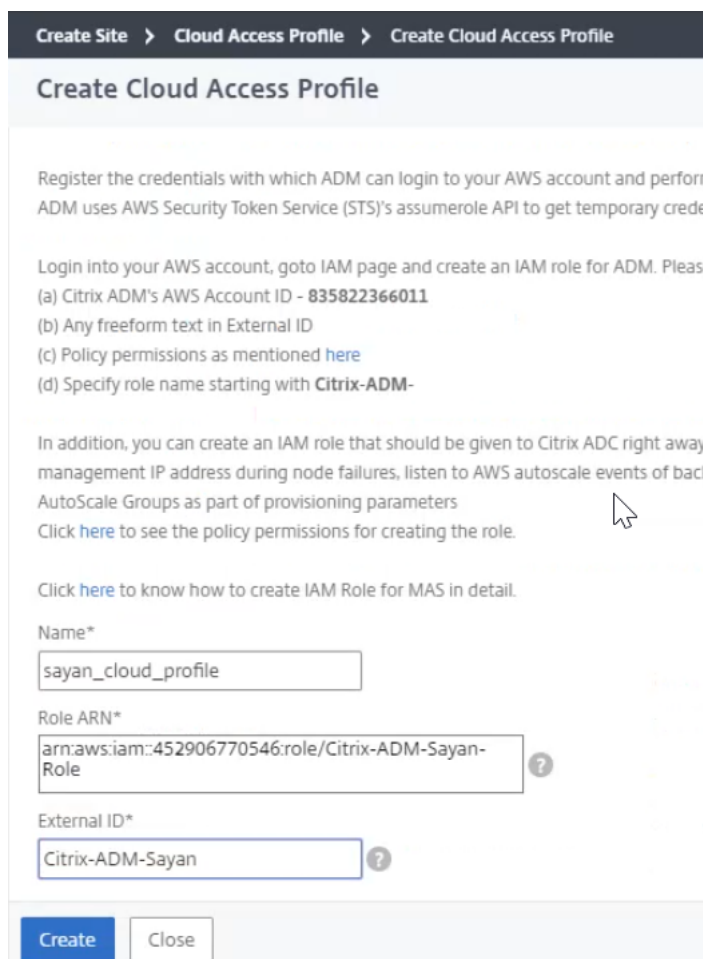 Create Site > Cloud Access Profile > Create Cloud Access Profile
Create Cloud Access Profile
Register the credentials with which ADM can login to your AWS account and perfor
ADM uses AWS Security Token Service (STS)'s assumerole API to get temporary crede
Login into your AWS account, goto IAM page and create an IAM role for ADM. Pleas
(a) Citrix ADM's AWS Account ID - 835822366011
(b) Any freeform text in External ID
(c) Policy permissions as mentioned here
(d) Specify role name starting with Citrix-ADM-
In addition, you can create an IAM role that should be given to Citrix ADC right away
management IP address during node failures, listen to AWS autoscale events of bac
AutoScale Groups as part of provisioning parameters
Click here to see the policy permissions for creating the role.
Click here to know how to create IAM Role for MAS in detail.
Name*
sayan_cloud_profile
Role ARN*
arn:aws:iam::452906770546:role/Citrix-ADM-Sayan-
Role
?
External ID*
Citrix-ADM-Sayan
?
Create
Close